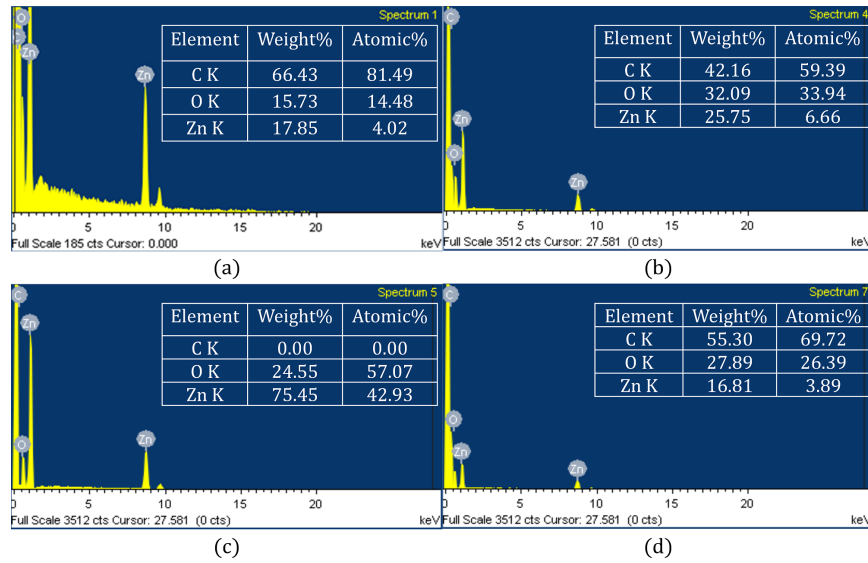 Spectrum 1
O
C
Zn
Zn
Element Weight% Atomic%
C K 66.43 81.49
O K 15.73 14.48
Zn K 17.85 4.02
0 5 10 15 20
Full Scale 185 cts Cursor: 0.000 keV
(a)
Spectrum 4
C
Zn
O
Zn
Element Weight% Atomic%
C K 42.16 59.39
O K 32.09 33.94
Zn K 25.75 6.66
0 5 10 15 20
Full Scale 3512 cts Cursor: 27.581 (0 cts) keV
(b)
Spectrum 5
C
Zn
O
Zn
Element Weight% Atomic%
C K 0.00 0.00
O K 24.55 57.07
Zn K 75.45 42.93
0 5 10 15 20
Full Scale 3512 cts Cursor: 27.581 (0 cts) keV
(c)
Spectrum 7
C
O
Zn
Zn
Element Weight% Atomic%
C K 55.30 69.72
O K 27.89 26.39
Zn K 16.81 3.89
0 5 10 15 20
Full Scale 3512 cts Cursor: 27.581 (0 cts) keV
(d)